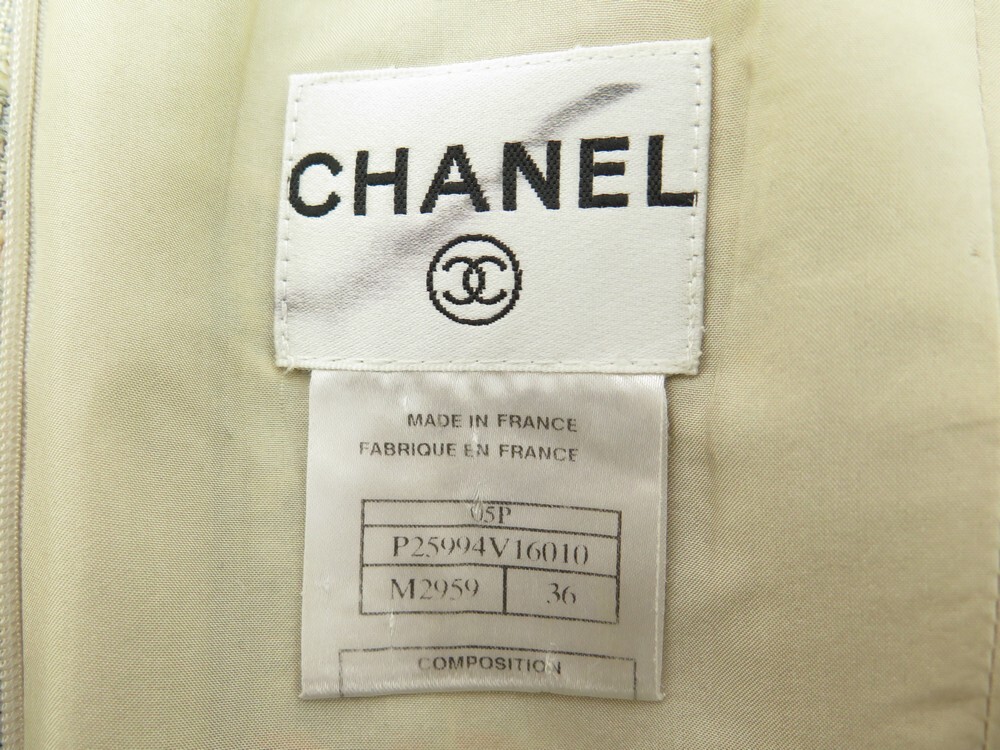 CHANEL
MADE IN FRANCE
FABRIQUE EN FRANCE
05P
P25994V16010
M2959 36
COMPOSITION